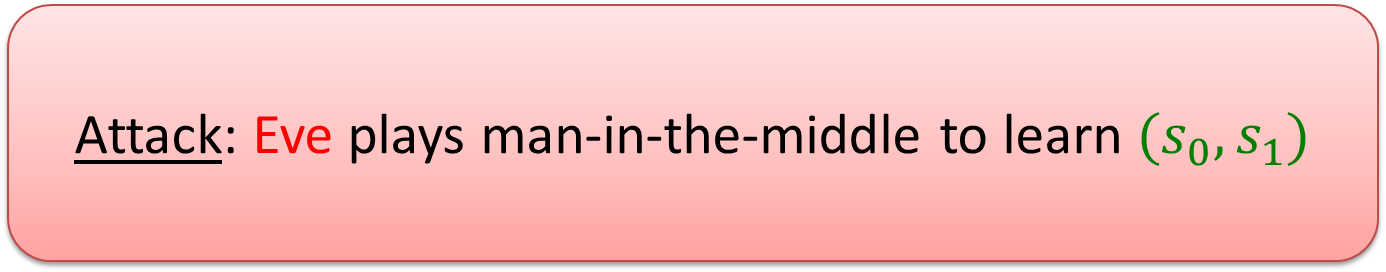 Attack: Eve plays man-in-the-middle to learn (s₀, s₁)